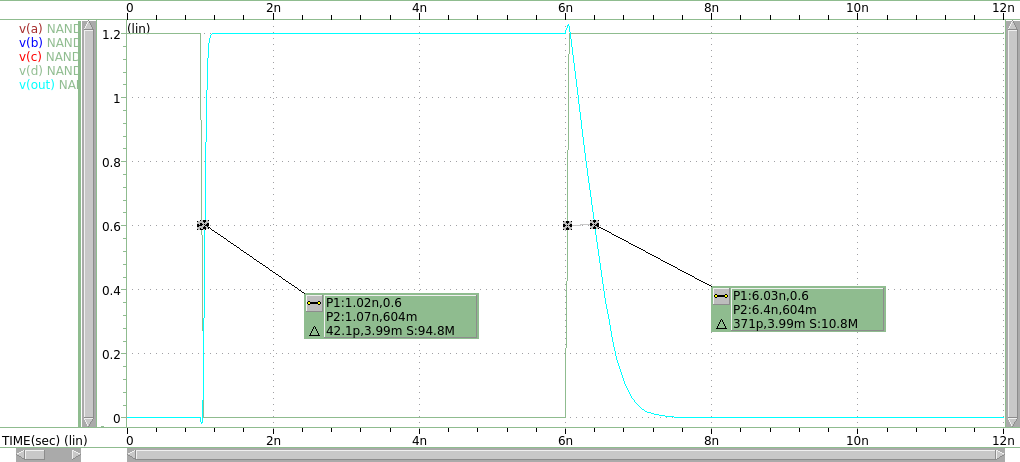 0 2n 4n 6n 8n 10n 12n
v(a) NAND
v(b) NAND
v(c) NAND
v(d) NAND
v(out) NA
(lin)
1.2
1
0.8
0.6
0.4
0.2
0
P1:1.02n,0.6
P2:1.07n,604m
△ 42.1p,3.99m S:94.8M
P1:6.03n,0.6
P2:6.4n,604m
△ 371p,3.99m S:10.8M
TIME(sec) (lin)
0 2n 4n 6n 8n 10n 12n